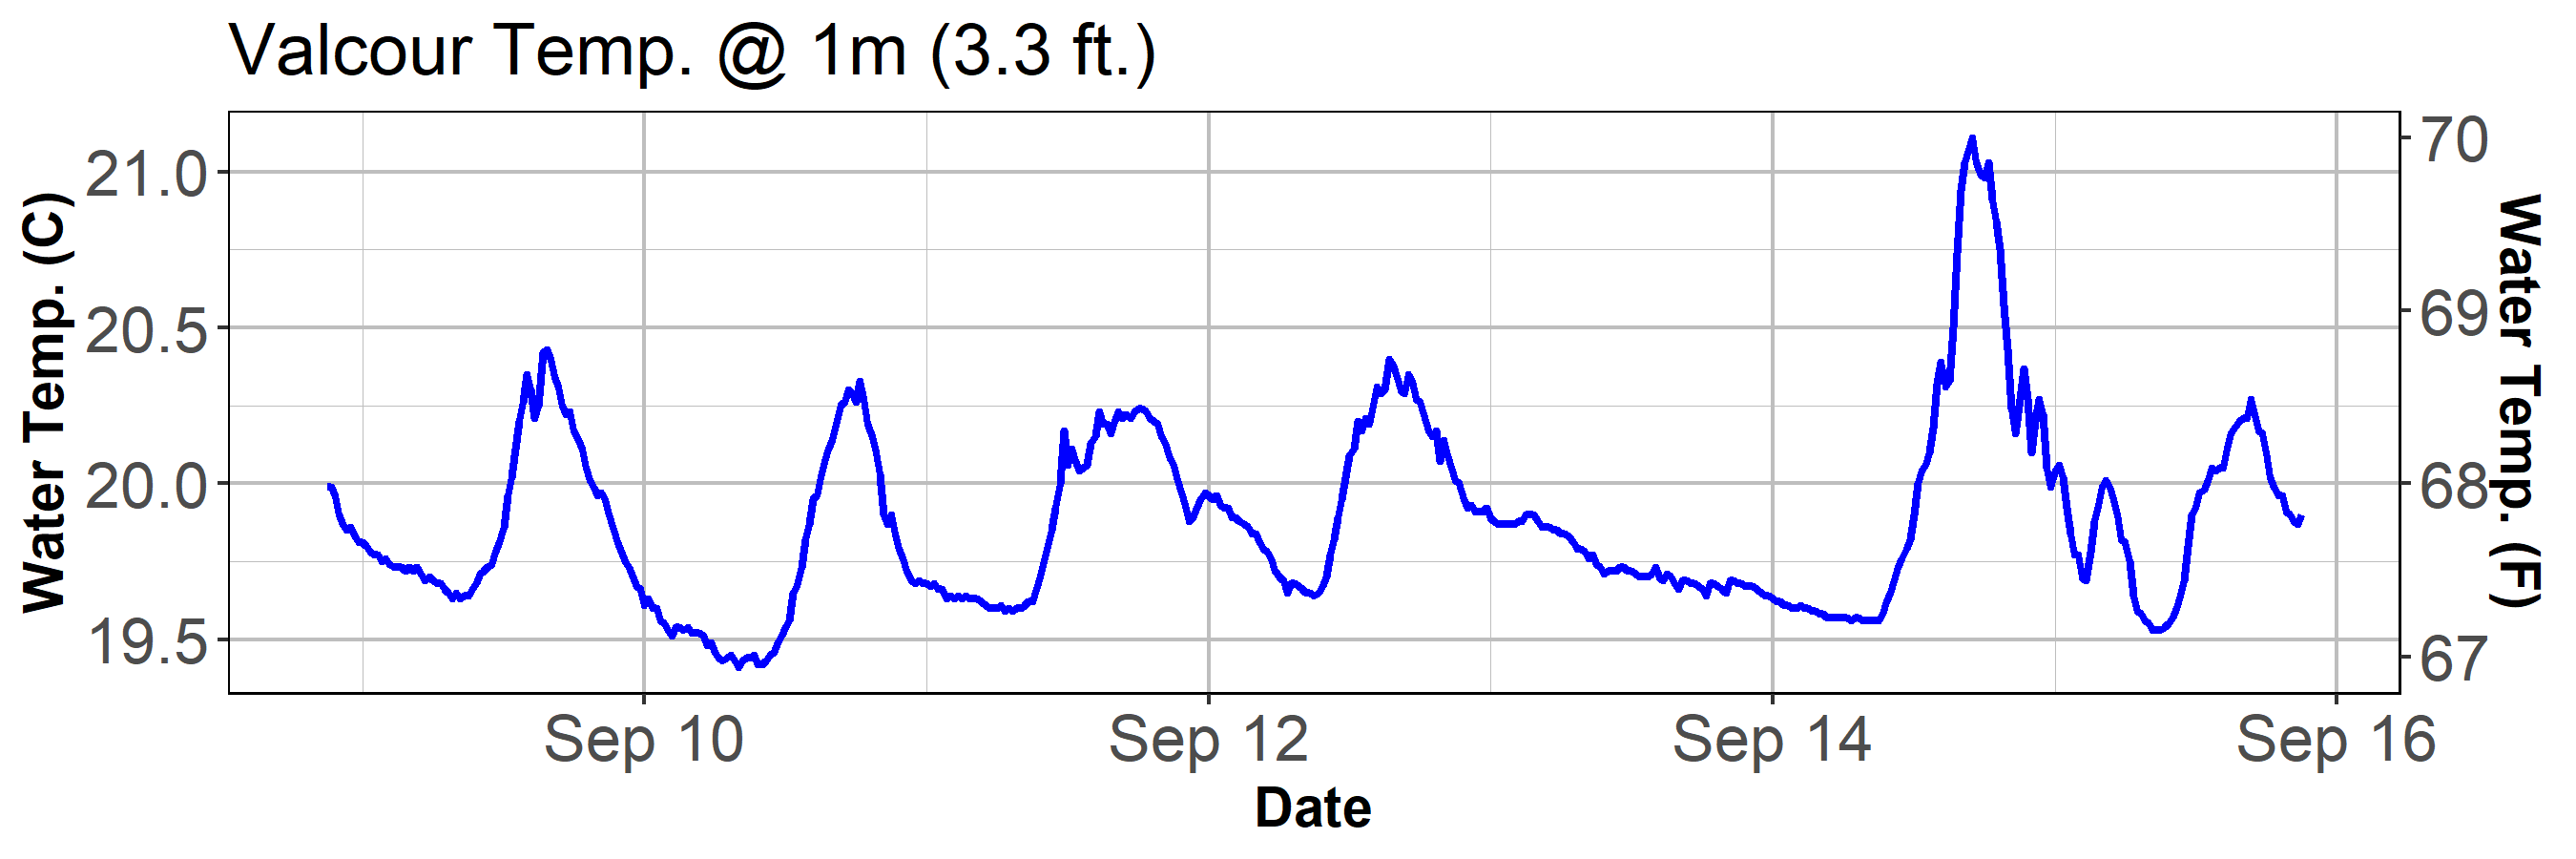 Valcour Temp. @ 1m (3.3 ft.)
Water Temp. (C)
21.0
20.5
20.0
19.5
70
69
68
67
Water Temp. (F)
Sep 10
Sep 12
Sep 14
Sep 16
Date